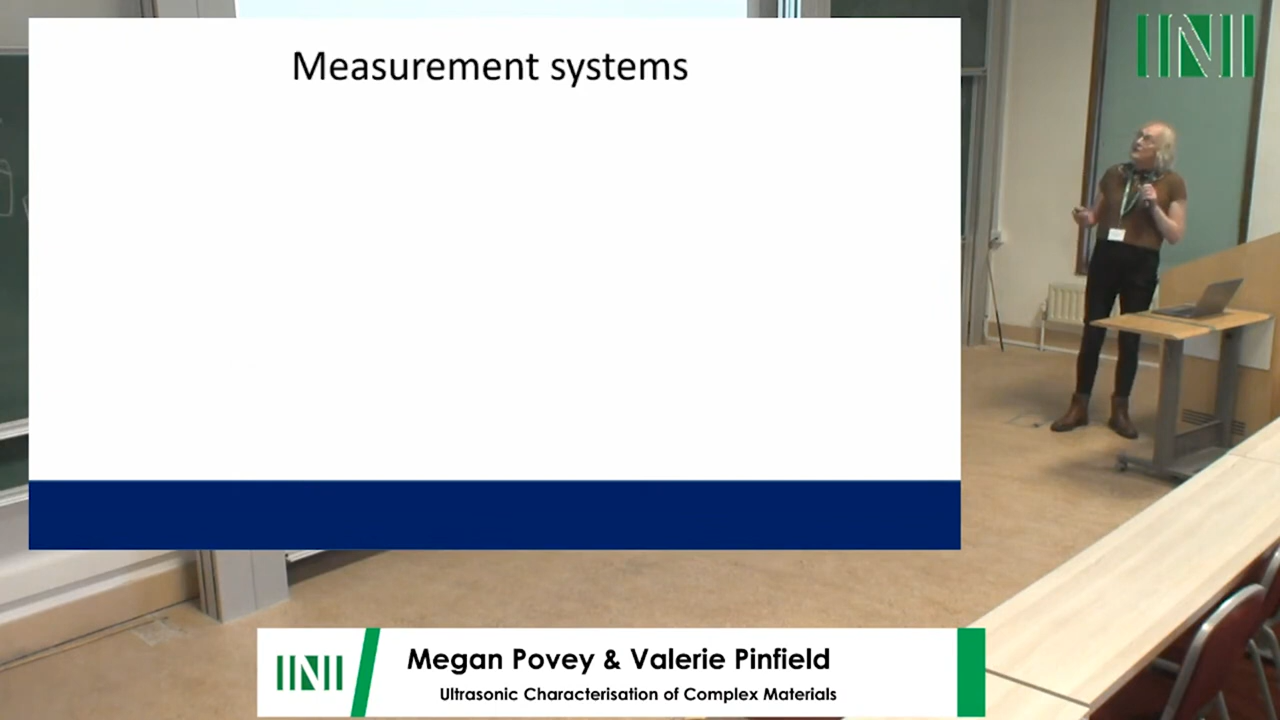 Measurement systems
INI
INI
Megan Povey & Valerie Pinfield
Ultrasonic Characterisation of Complex Materials